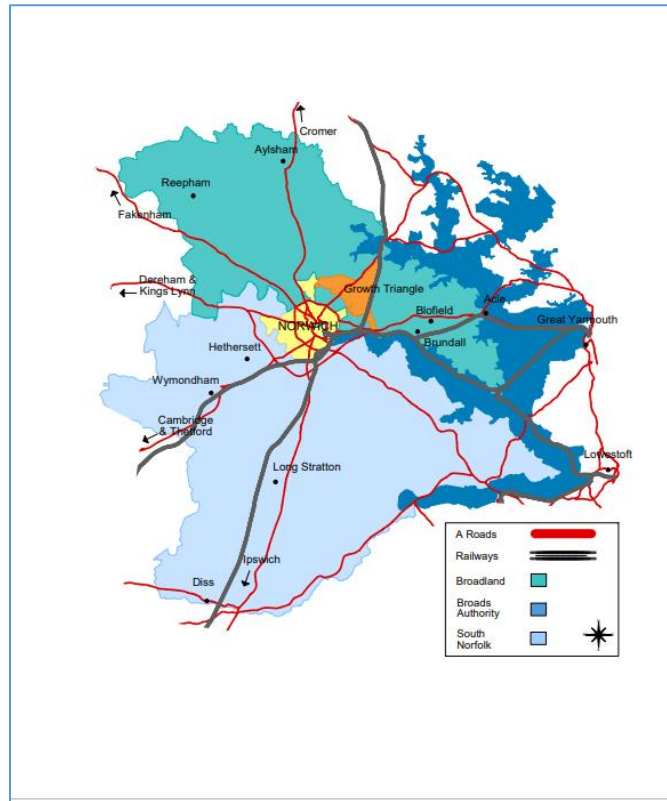 Cromer
Aylsham
Reepham
Fakenham
Dereham &
Kings Lynn
Growth Triangle
Acle
Blofield
Great Yarmouth
NORWICH
Brundall
Hethersett
Wymondham
Cambridge
& Thetford
Lowestoft
Long Stratton
Ipswich
Diss
A Roads
Railways
Broadland
Broads
Authority
South
Norfolk